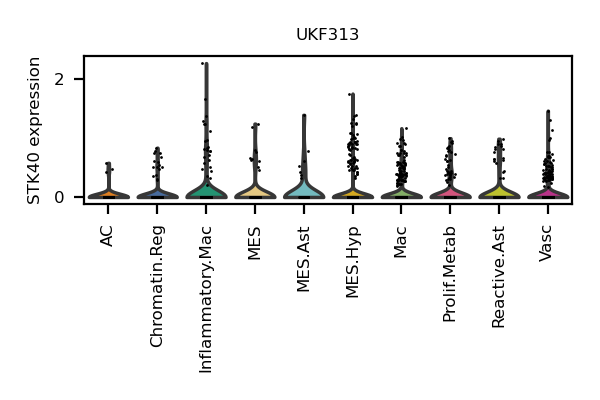 UKF313
STK40 expression
2
0
AC
Chromatin.Reg
Inflammatory.Mac
MES
MES.Ast
MES.Hyp
Mac
Prolif.Metab
Reactive.Ast
Vasc